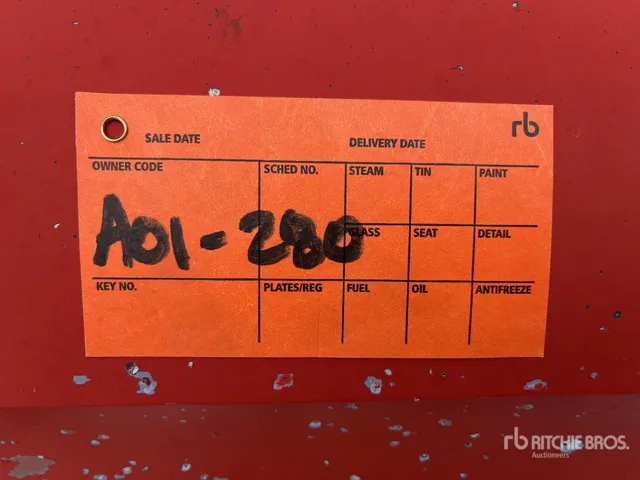 rb
SALE DATE DELIVERY DATE
OWNER CODE SCHED NO. STEAM TIN PAINT
A01-280
GLASS SEAT DETAIL
KEY NO. PLATES/REG FUEL OIL ANTIFREEZE
rb RITCHIE BROS.
Auctioneers